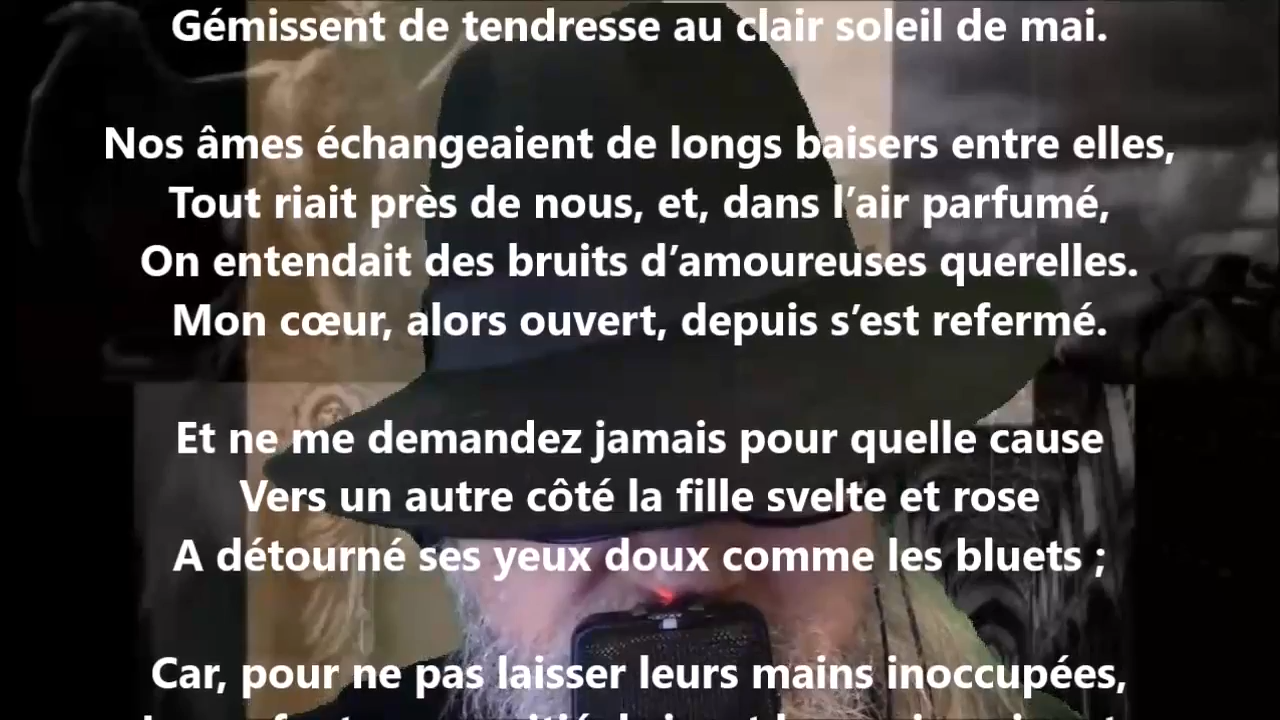 Gémissent de tendresse au clair soleil de mai.
Nos âmes échangeaient de longs baisers entre elles,
Tout riait près de nous, et, dans l’air parfumé,
On entendait des bruits d’amoureuses querelles.
Mon cœur, alors ouvert, depuis s’est refermé.
Et ne me demandez jamais pour quelle cause
Vers un autre côté la fille svelte et rose
A détourné ses yeux doux comme les bluets ;
Car, pour ne pas laisser leurs mains inoccupées,